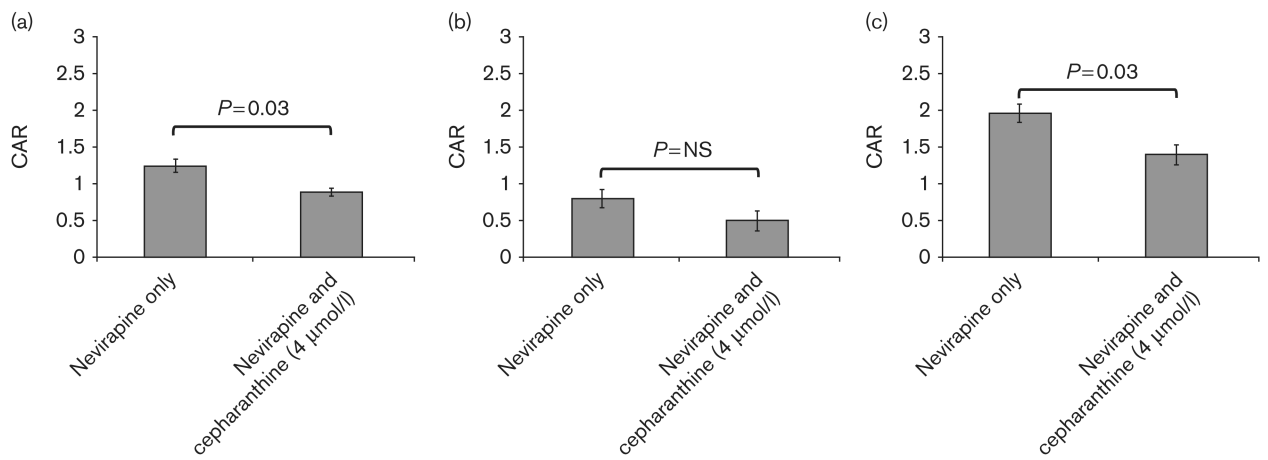 (a)
3
2.5
2
1.5
1
0.5
0
CAR
P=0.03
Nevirapine only
Nevirapine and
cepharanthine (4 μmol/l)
(b)
3
2.5
2
1.5
1
0.5
0
CAR
P=NS
Nevirapine only
Nevirapine and
cepharanthine (4 μmol/l)
(c)
3
2.5
2
1.5
1
0.5
0
CAR
P=0.03
Nevirapine only
Nevirapine and
cepharanthine (4 μmol/l)